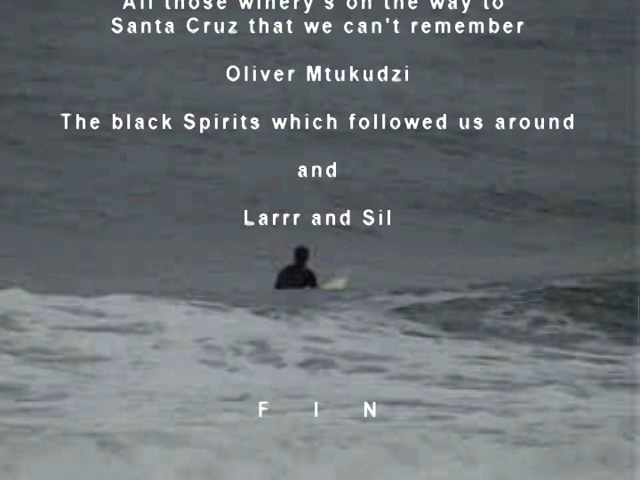 All those winery's on the way to
Santa Cruz that we can't remember
Oliver Mtukudzi
The black Spirits which followed us around
and
Larrr and Sil
F I N